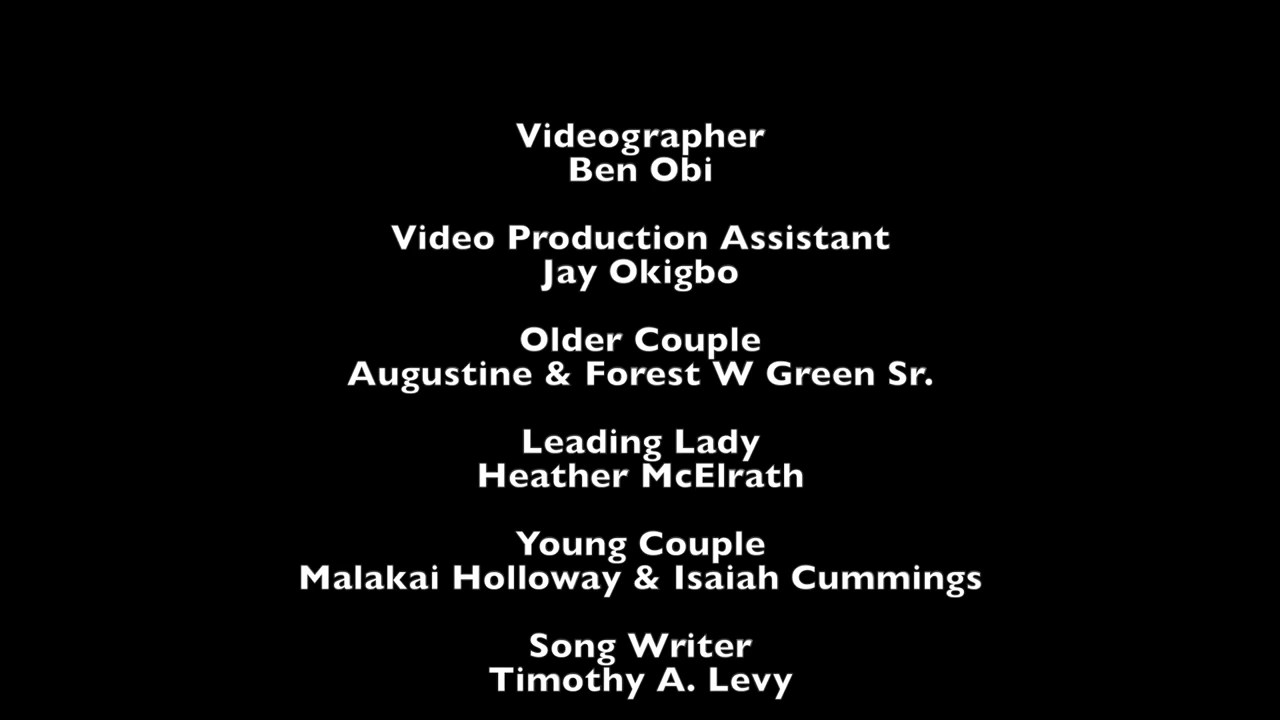 Videographer
Ben Obi
Video Production Assistant
Jay Okigbo
Older Couple
Augustine & Forest W Green Sr.
Leading Lady
Heather McElrath
Young Couple
Malakai Holloway & Isaiah Cummings
Song Writer
Timothy A. Levy